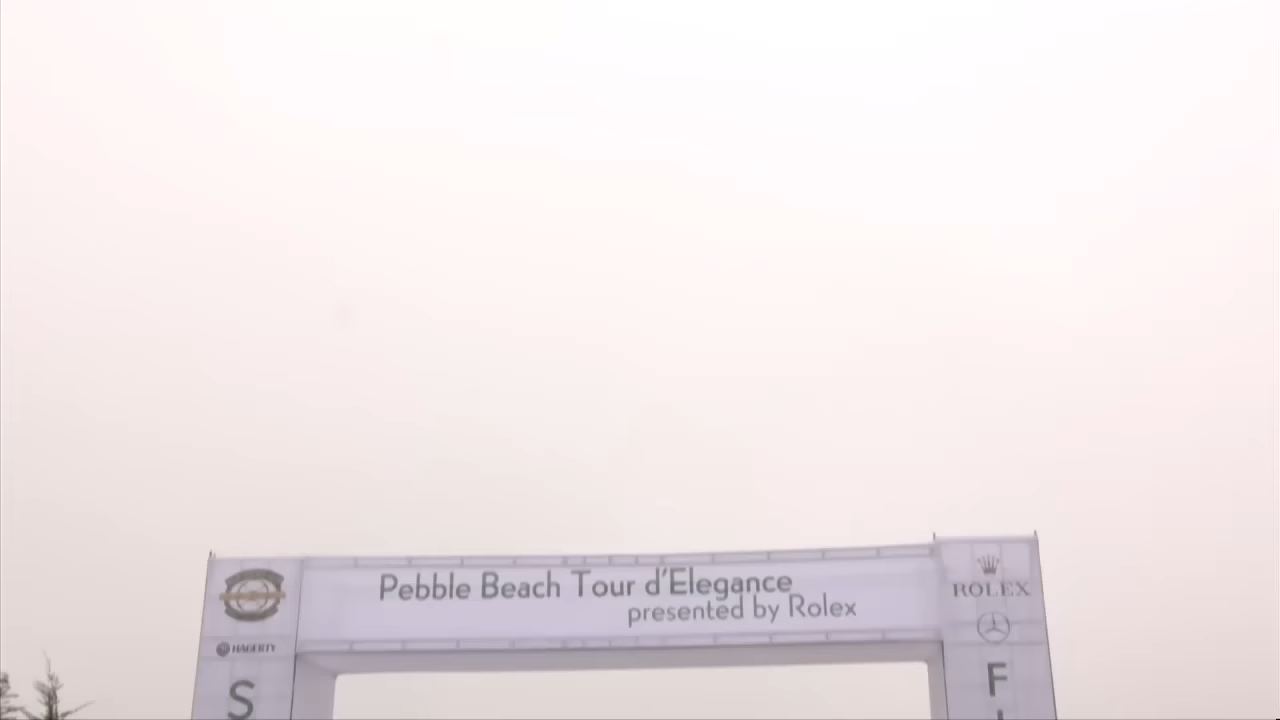 Pebble Beach Tour d'Elegance
presented by Rolex
ROLEX
HAGERTY
S
F